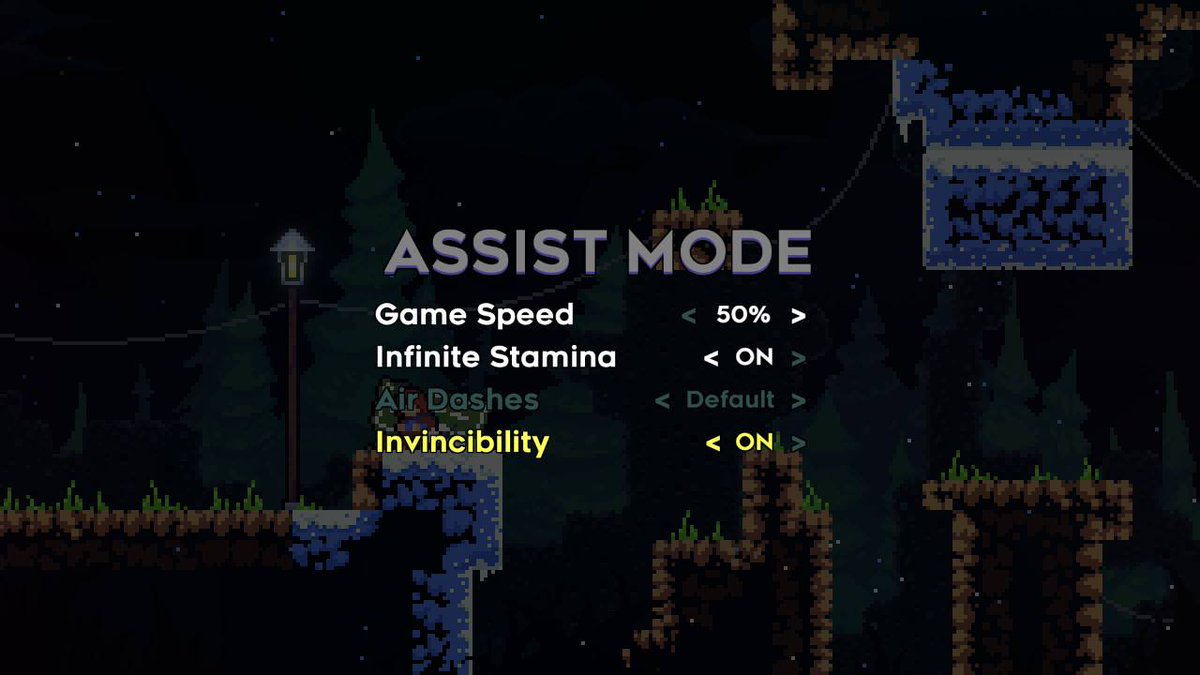 ASSIST MODE
Game Speed < 50% >
Infinite Stamina < ON >
Air Dashes < Default >
Invincibility < ON >